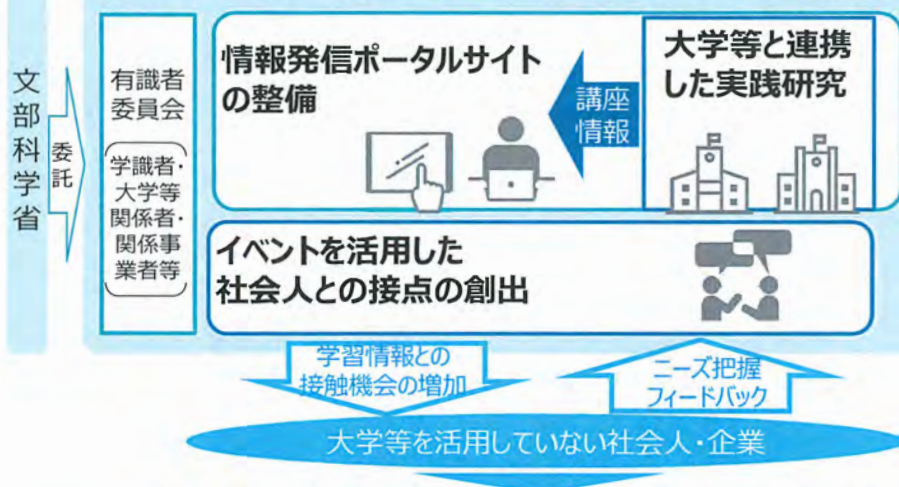 文部科学省
委託
有識者
委員会
学識者・
大学等
関係者・
関係事
業者等
情報発信ポータルサイト
の整備
講座
情報
大学等と連携
した実践研究
イベントを活用した
社会人との接点の創出
学習情報との
接触機会の増加
ニーズ把握
フィードバック
大学等を活用していない社会人・企業